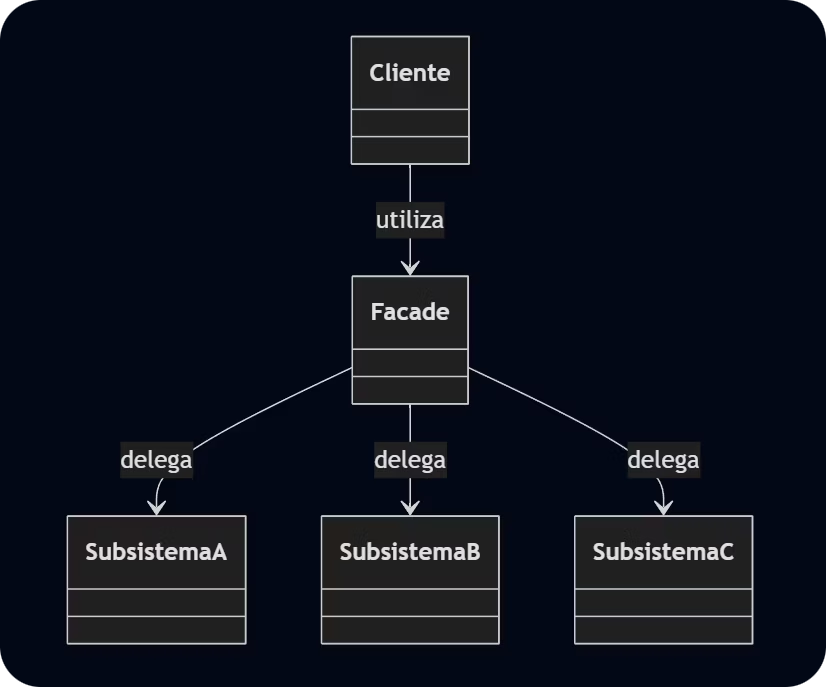 Cliente
utiliza
Facade
delega
delega
delega
SubsistemaA
SubsistemaB
SubsistemaC